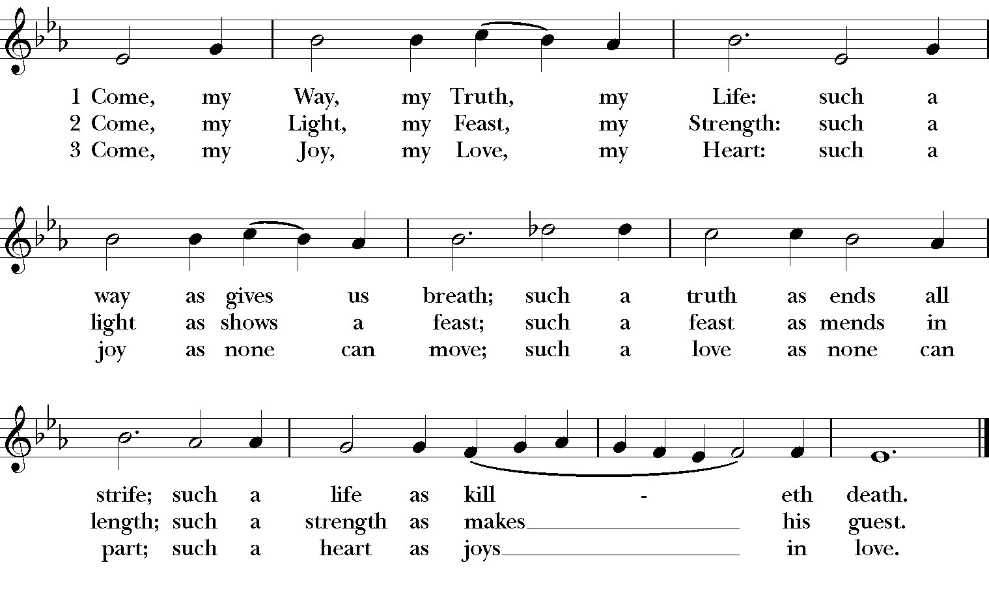 1 Come, my Way, my Truth, my Life: such a
2 Come, my Light, my Feast, my Strength: such a
3 Come, my Joy, my Love, my Heart: such a
way as gives us breath; such a truth as ends all
light as shows a feast; such a feast as mends in
joy as none can move; such a love as none can
strife; such a life as kill - eth death.
length; such a strength as makes his guest.
part; such a heart as joys in love.